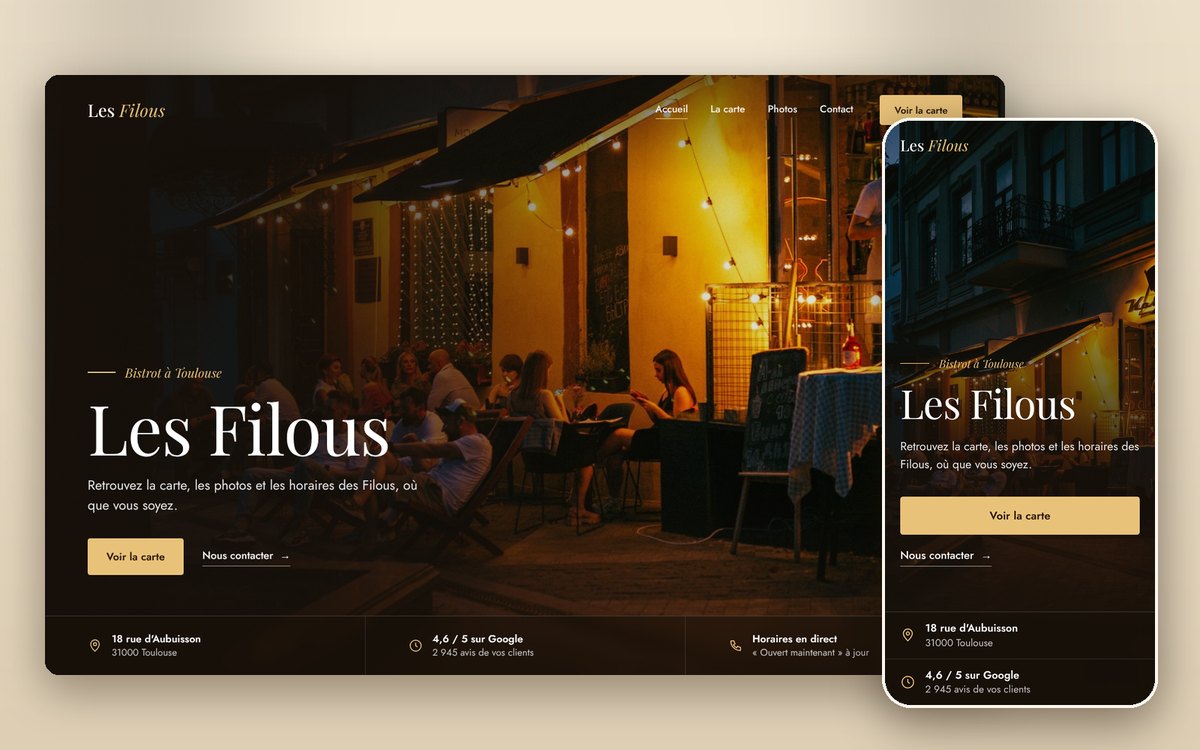 Les Filous
Accueil
La carte
Photos
Contact
Voir la carte
Bistrot à Toulouse
Les Filous
Retrouvez la carte, les photos et les horaires des Filous, où
que vous soyez.
Voir la carte
Nous contacter →
18 rue d'Aubuisson
31000 Toulouse
4,6 / 5 sur Google
2 945 avis de vos clients
Horaires en direct
« Ouvert maintenant » à jour
Les Filous
Bistrot à Toulouse
Les Filous
Retrouvez la carte, les photos et les horaires des
Filous, où que vous soyez.
Voir la carte
Nous contacter →
18 rue d'Aubuisson
31000 Toulouse
4,6 / 5 sur Google
2 945 avis de vos clients